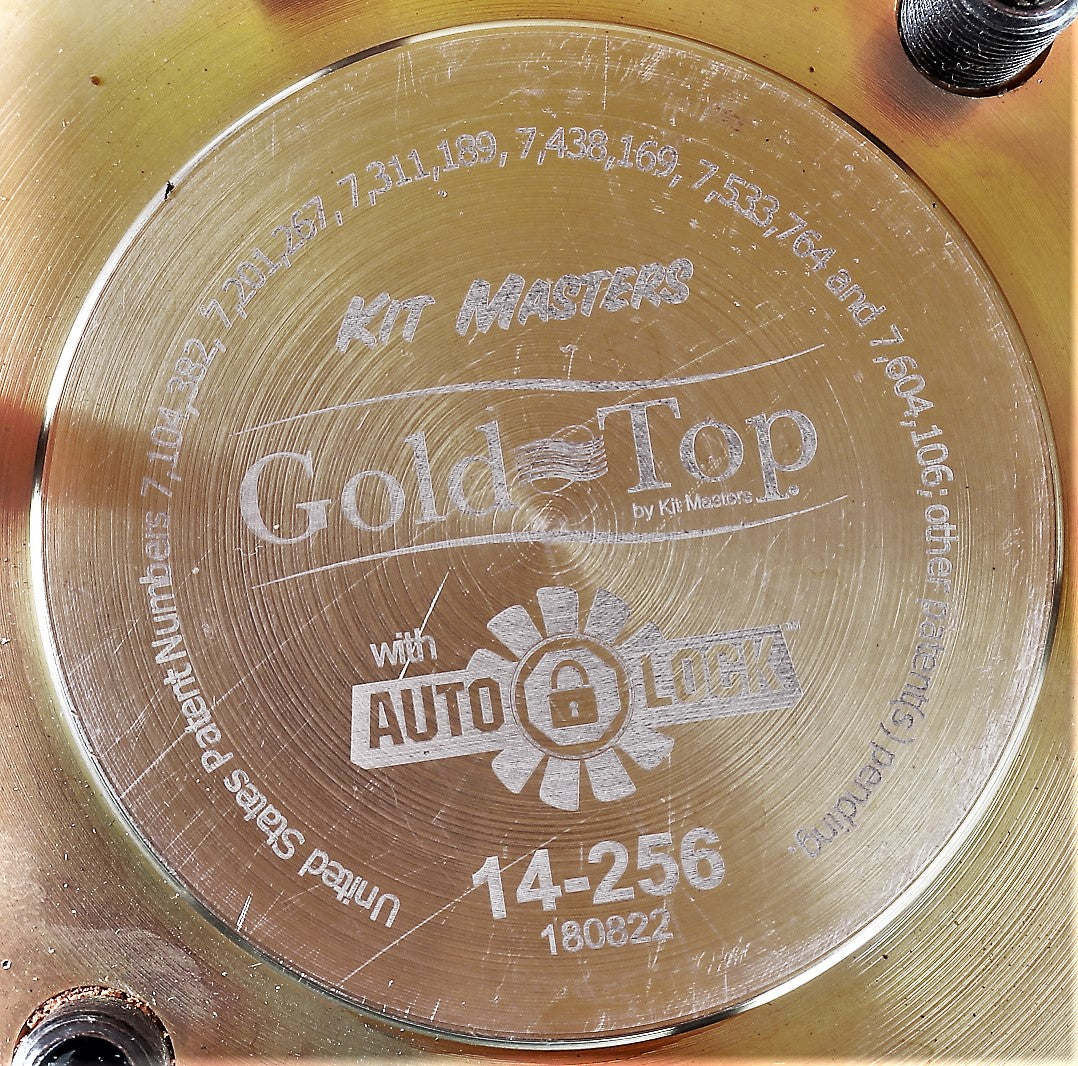 United States Patent Numbers 7,104,382, 7,201,267, 7,311,189, 7,438,169, 7,533,764 and 7,604,106; other patent(s) pending.
KIT MASTERS
Gold Top
by Kit Masters
with
AUTO LOCK™
14-256
180822